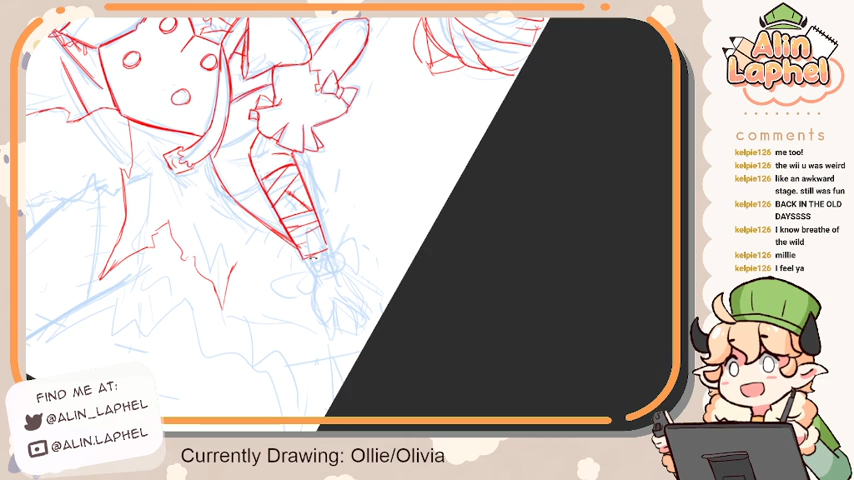 Alin
Laphel
comments
kelpie126 me too!
kelpie126 the wii u was weird
kelpie126 like an awkward
stage. still was fun
kelpie126 BACK IN THE OLD
DAYSSSS
kelpie126 I know breathe of
the wild
kelpie126 millie
kelpie126 I feel ya
FIND ME AT:
@ALIN_LAPHEL
@ALIN.LAPHEL
Currently Drawing: Ollie/Olivia